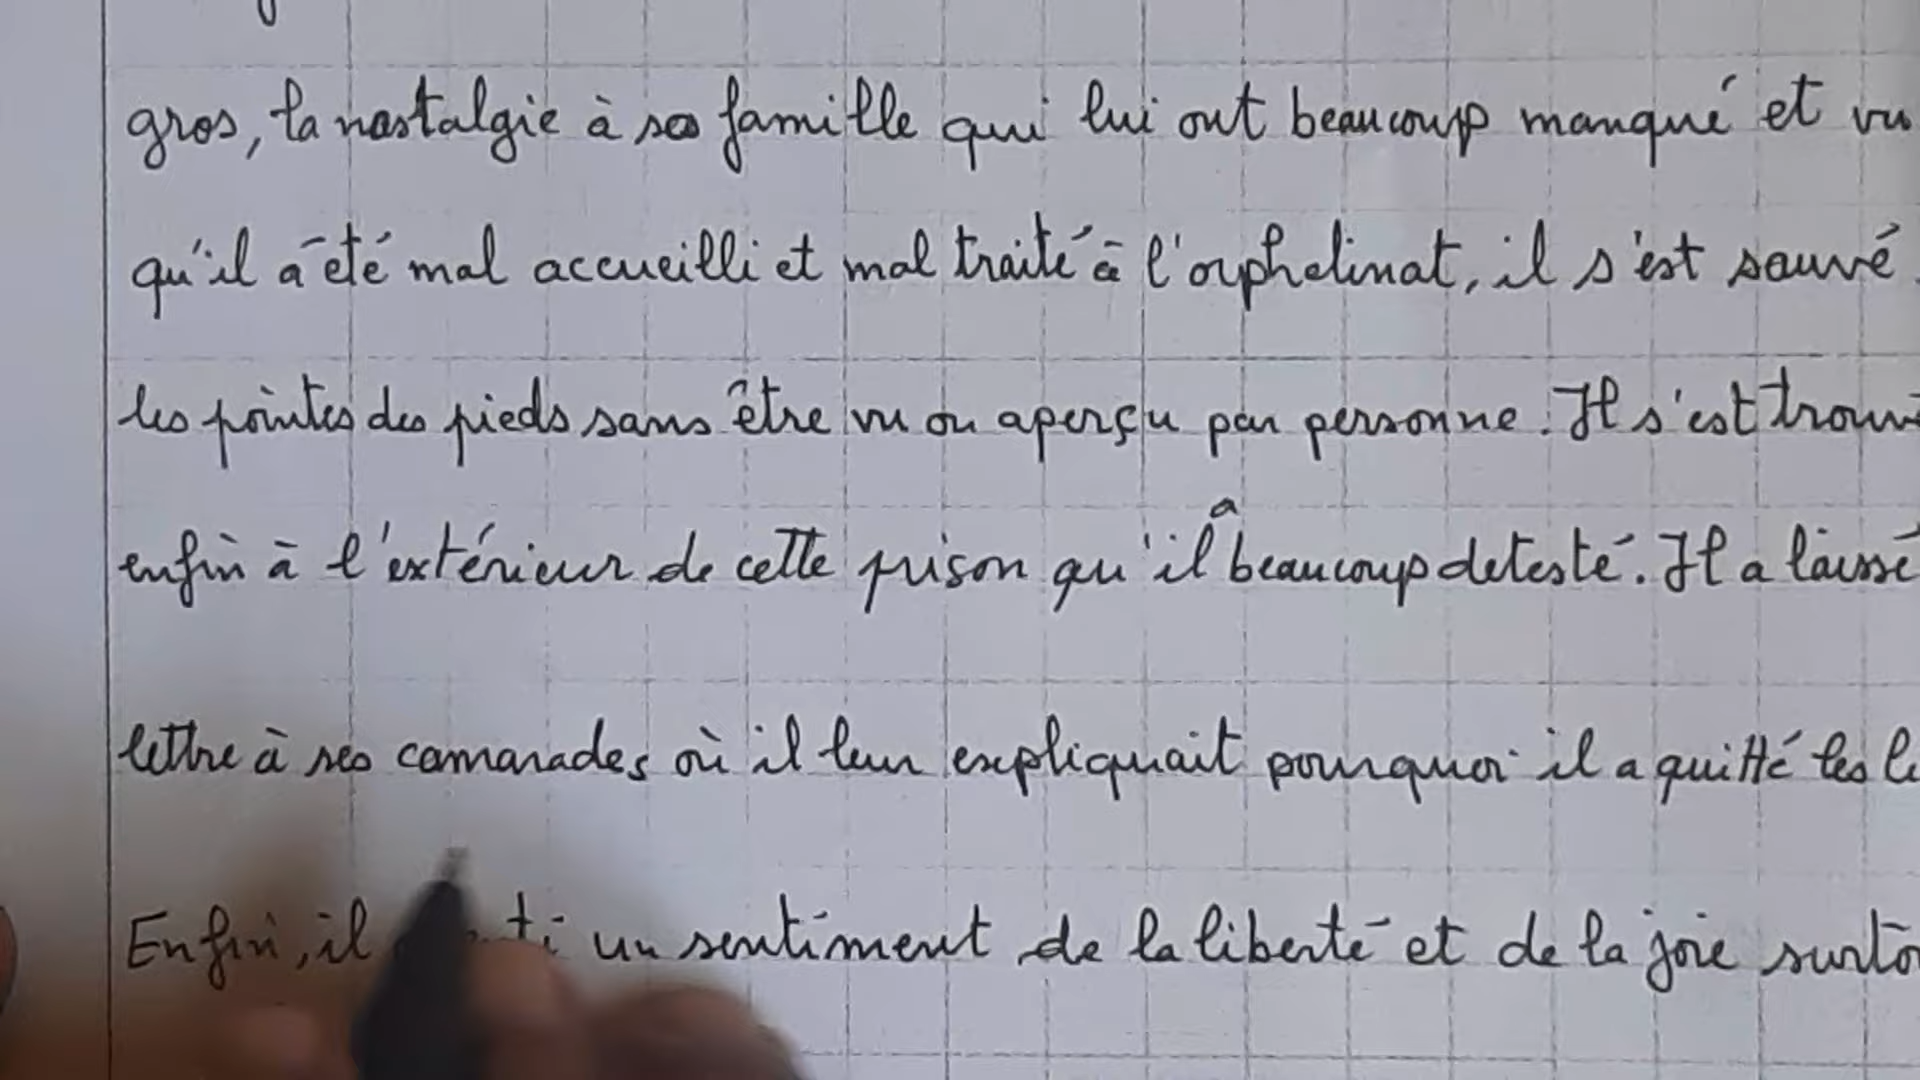 gros, la nostalgie à sa famille qui lui ont beaucoup manqué et vu
qu'il a été mal accueilli et mal traité à l'orphelinat, il s'est sauvé
les pointes des pieds sans être vu ou aperçu par personne. Il s'est
enfin à l'extérieur de cette prison qu'il a beaucoup detesté. Il a laissé
lettre à ses camarades où il leur expliquait pourquoi il a quitté les
Enfin, il un sentiment de la liberté et de la joie